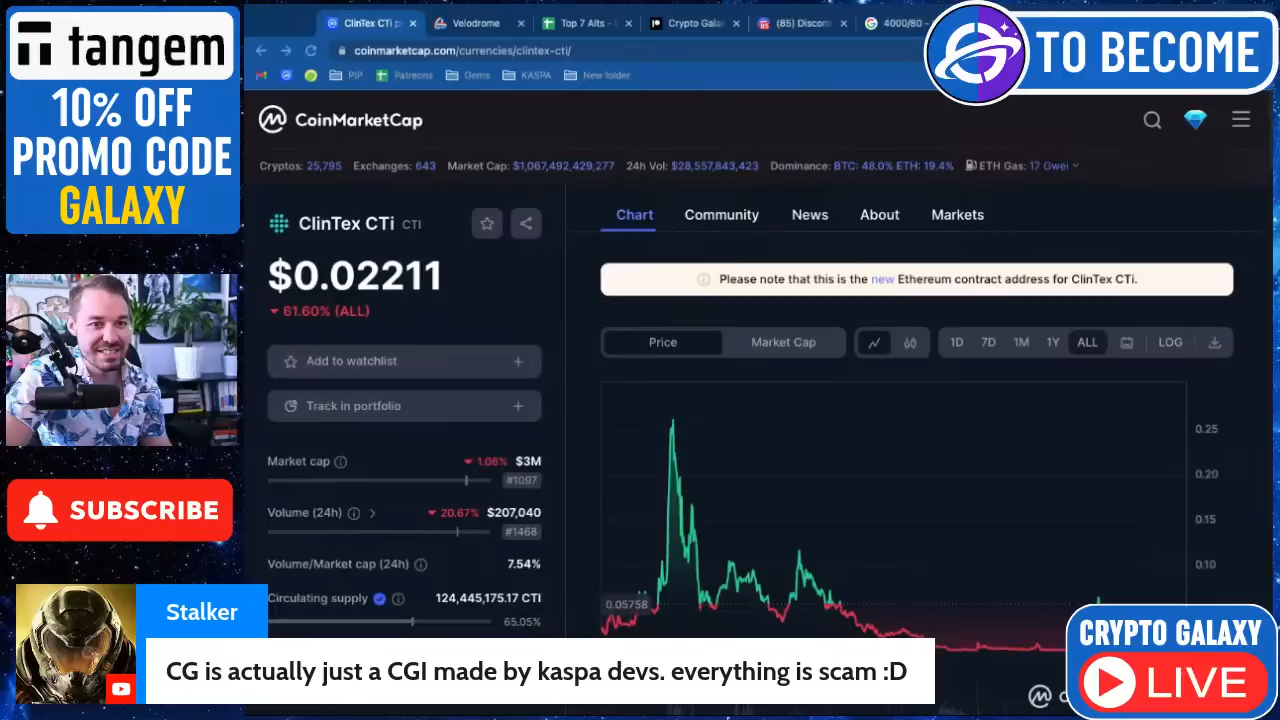 tangem
10% OFF
PROMO CODE
GALAXY
SUBSCRIBE
ClinTex CTi p
Velodrome
Top 7 Alts -
Crypto Gala
(85) Discor
4000/80 -
coinmarketcap.com/currencies/clintex-cti/
PIP
Patreons
Gems
KASPA
New folder
TO BECOME
CoinMarketCap
Cryptos: 25,795 Exchanges: 643 Market Cap: $1,067,492,429,277 24h Vol: $28,557,843,423 Dominance: BTC: 48.0% ETH: 19.4% ETH Gas: 17 Gwei
ClinTex CTi CTI
$0.02211
61.60% (ALL)
Add to watchlist +
Track in portfolio +
Market cap 1.06% $3M
#1097
Volume (24h) 20.67% $207,040
#1468
Volume/Market cap (24h) 7.54%
Circulating supply 124,445,175.17 CTI
65.05%
Chart Community News About Markets
Please note that this is the new Ethereum contract address for ClinTex CTi.
Price Market Cap
1D 7D 1M 1Y ALL LOG
0.25
0.20
0.15
0.10
0.05758
Stalker
CG is actually just a CGI made by kaspa devs. everything is scam :D
CRYPTO GALAXY
LIVE